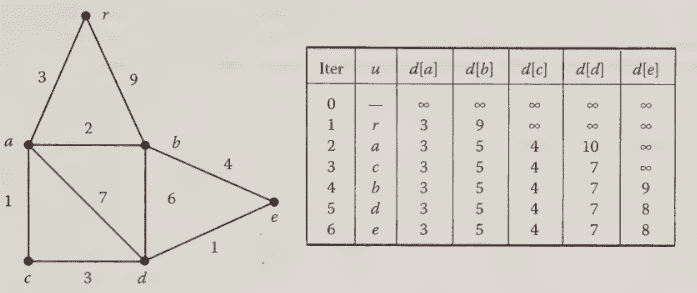 r
3
9
a
2
b
4
1
7
6
e
1
c
3
d
Iter u d[a] d[b] d[c] d[d] d[e]
0 — ∞ ∞ ∞ ∞ ∞
1 r 3 9 ∞ ∞ ∞
2 a 3 5 4 10 ∞
3 c 3 5 4 7 ∞
4 b 3 5 4 7 9
5 d 3 5 4 7 8
6 e 3 5 4 7 8